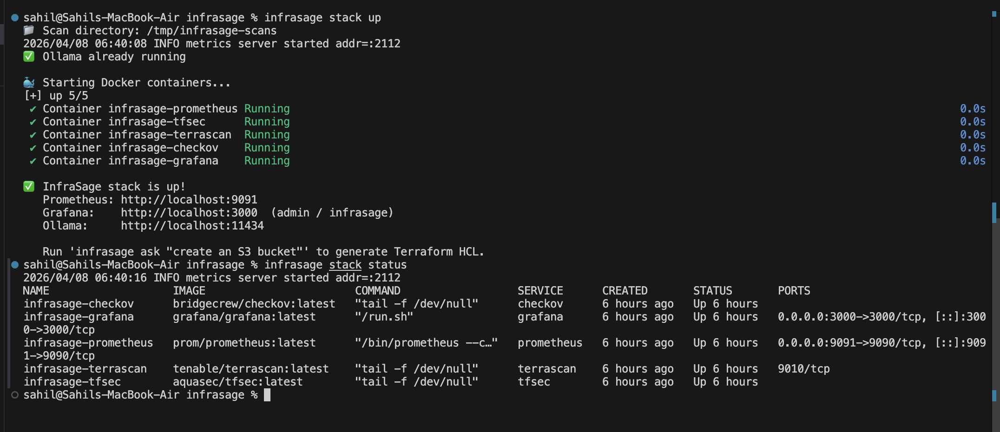 sahil@Sahils-MacBook-Air infrasage % infrasage stack up
📁 Scan directory: /tmp/infrasage-scans
2026/04/08 06:40:08 INFO metrics server started addr=:2112
✅ Ollama already running
🐳 Starting Docker containers...
[+] up 5/5
✔ Container infrasage-prometheus Running 0.0s
✔ Container infrasage-tfsec Running 0.0s
✔ Container infrasage-terrascan Running 0.0s
✔ Container infrasage-checkov Running 0.0s
✔ Container infrasage-grafana Running 0.0s
✅ InfraSage stack is up!
Prometheus: http://localhost:9091
Grafana: http://localhost:3000 (admin / infrasage)
Ollama: http://localhost:11434
Run 'infrasage ask "create an S3 bucket"' to generate Terraform HCL.
sahil@Sahils-MacBook-Air infrasage % infrasage stack status
2026/04/08 06:40:16 INFO metrics server started addr=:2112
NAME IMAGE COMMAND SERVICE CREATED STATUS PORTS
infrasage-checkov bridgecrew/checkov:latest "tail -f /dev/null" checkov 6 hours ago Up 6 hours
infrasage-grafana grafana/grafana:latest "/run.sh" grafana 6 hours ago Up 6 hours 0.0.0.0:3000->3000/tcp, [::]:300
0->3000/tcp
infrasage-prometheus prom/prometheus:latest "/bin/prometheus --c…" prometheus 6 hours ago Up 6 hours 0.0.0.0:9091->9090/tcp, [::]:909
1->9090/tcp
infrasage-terrascan tenable/terrascan:latest "tail -f /dev/null" terrascan 6 hours ago Up 6 hours 9010/tcp
infrasage-tfsec aquasec/tfsec:latest "tail -f /dev/null" tfsec 6 hours ago Up 6 hours
sahil@Sahils-MacBook-Air infrasage %